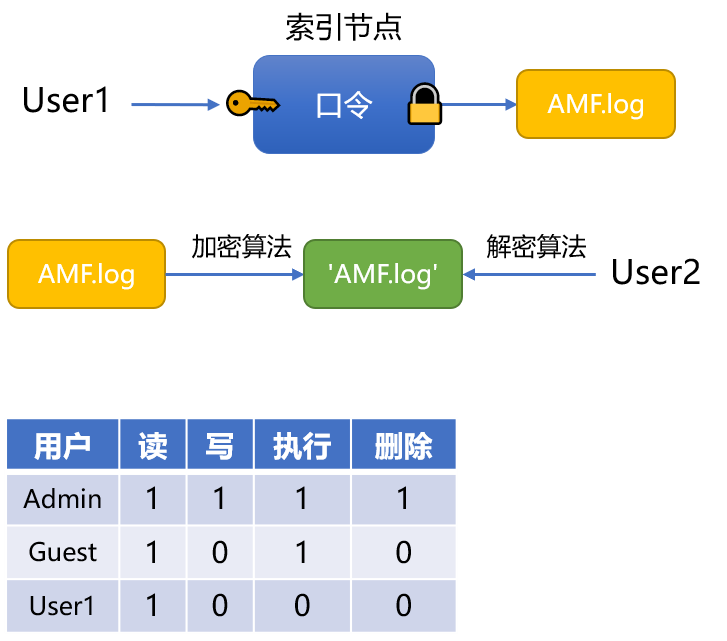 索引节点
User1
口令
AMF.log
AMF.log
加密算法
'AMF.log'
解密算法
User2
用户 读 写 执行 删除
Admin 1 1 1 1
Guest 1 0 1 0
User1 1 0 0 0